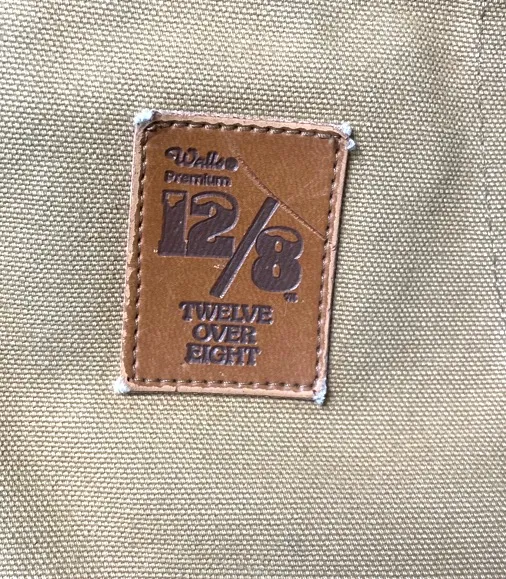 Walls®
Premium
12/8
TM
TWELVE
OVER
EIGHT